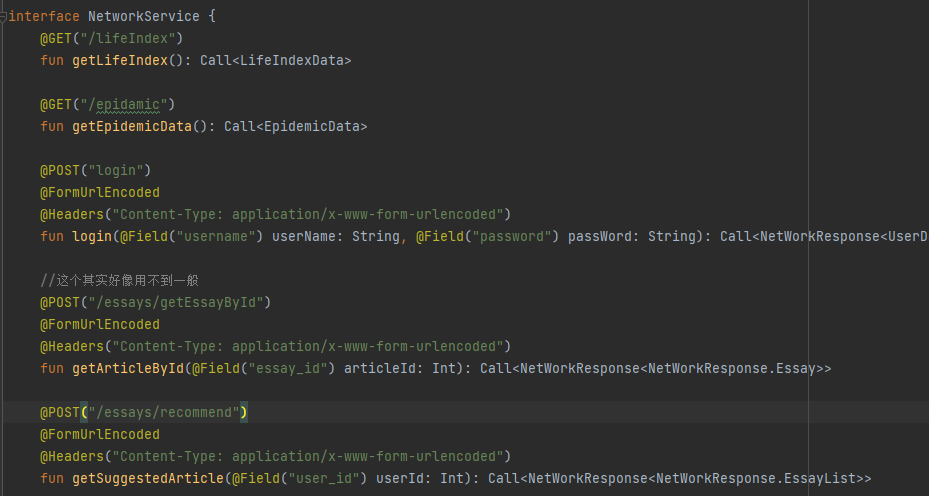 interface NetworkService {
@GET("/lifeIndex")
fun getLifeIndex(): Call<LifeIndexData>
@GET("/epidamic")
fun getEpidemicData(): Call<EpidemicData>
@POST("login")
@FormUrlEncoded
@Headers("Content-Type: application/x-www-form-urlencoded")
fun login(@Field("username") userName: String, @Field("password") passWord: String): Call<NetWorkResponse<UserD
//这个其实好像用不到一般
@POST("/essays/getEssayById")
@FormUrlEncoded
@Headers("Content-Type: application/x-www-form-urlencoded")
fun getArticleById(@Field("essay_id") articleId: Int): Call<NetWorkResponse<NetWorkResponse.Essay>>
@POST("/essays/recommend")
@FormUrlEncoded
@Headers("Content-Type: application/x-www-form-urlencoded")
fun getSuggestedArticle(@Field("user_id") userId: Int): Call<NetWorkResponse<NetWorkResponse.EssayList>>